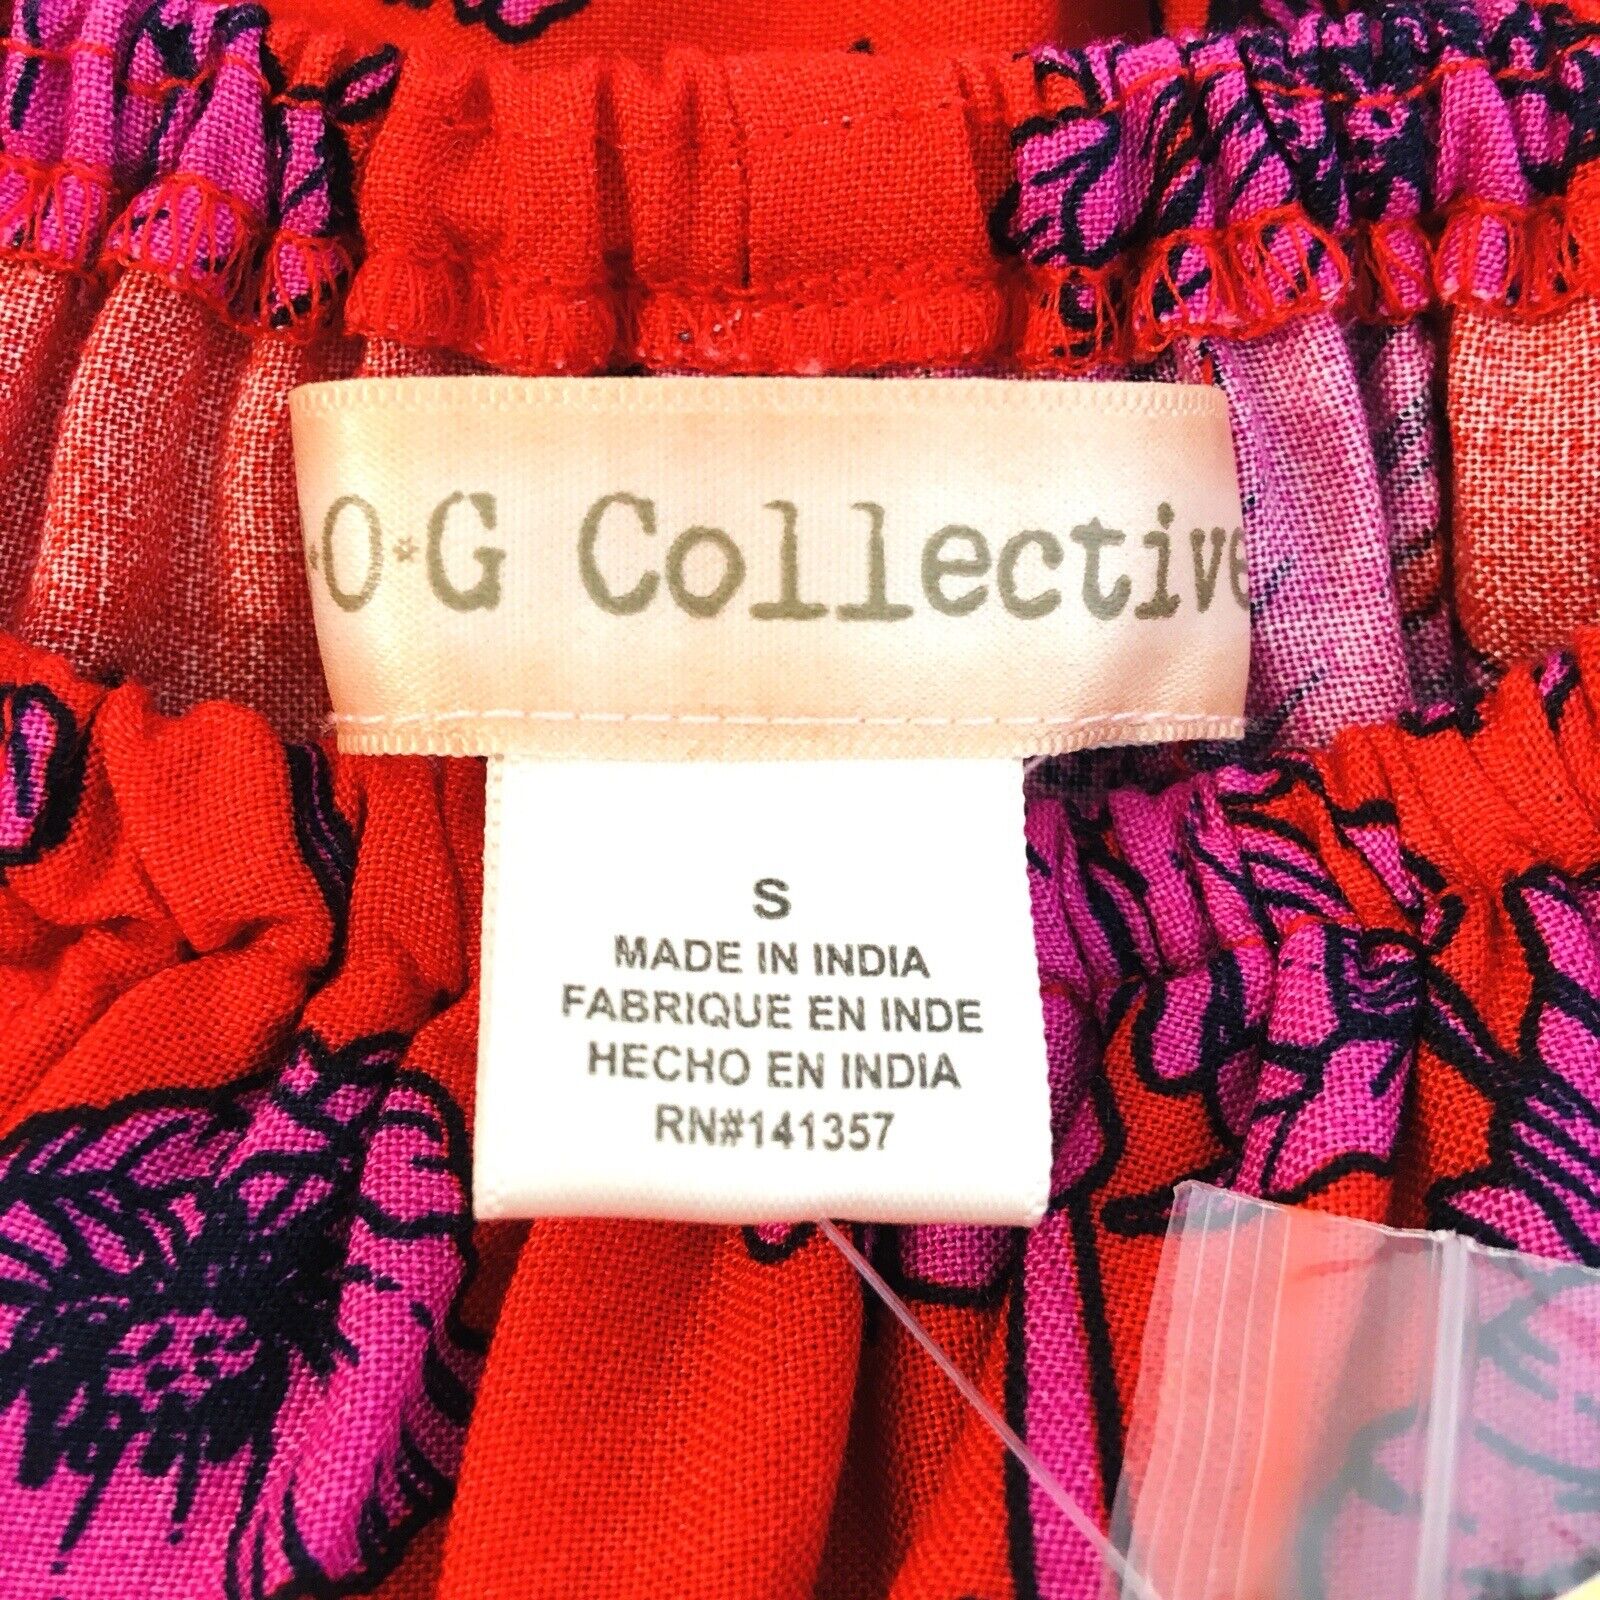 *O*G Collective
S
MADE IN INDIA
FABRIQUE EN INDE
HECHO EN INDIA
RN#141357